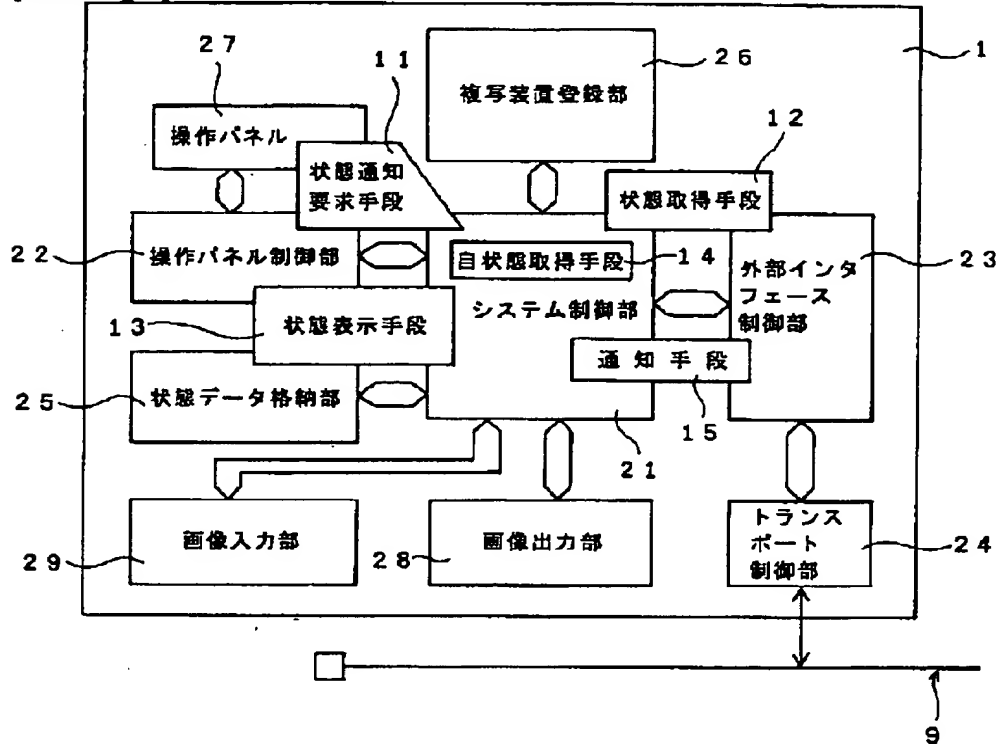 27
11
26
1
複写装置登録部
12
操作パネル
状態通知
要求手段
状態取得手段
22
操作パネル制御部
自状態取得手段
14
外部インタ
フェース
制御部
23
システム制御部
13
状態表示手段
通知手段
25
状態データ格納部
15
21
画像入力部
画像出力部
トランス
ポート
制御部
24
29
28
9